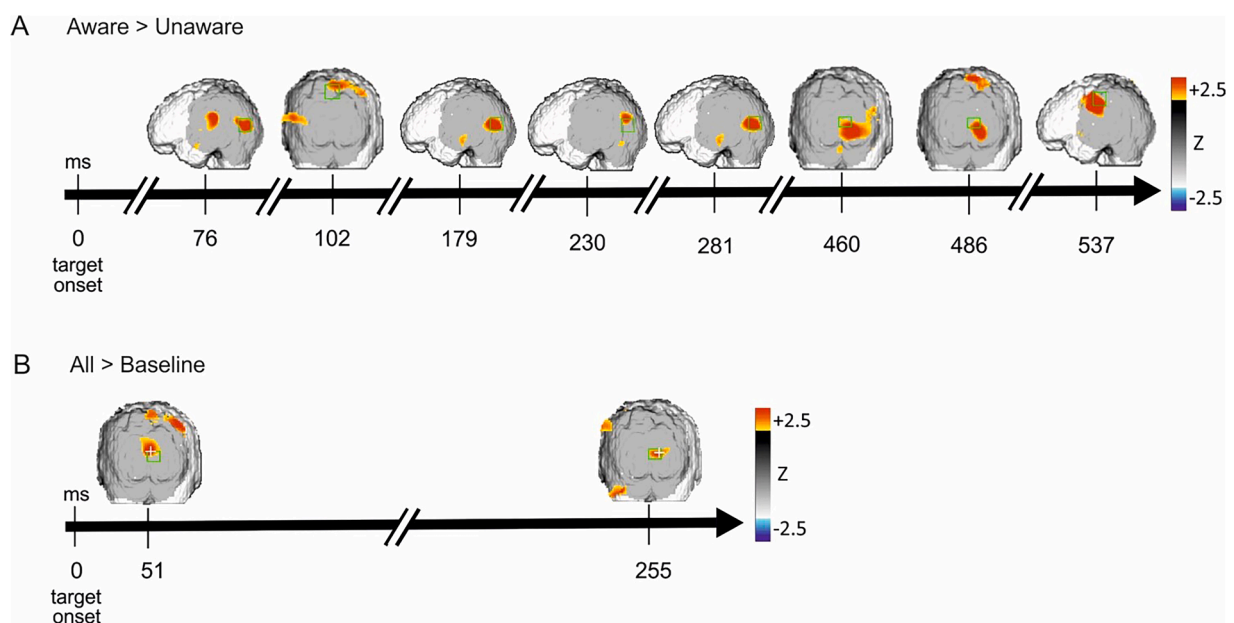 A Aware > Unaware
+2.5
Z
-2.5
ms
0 76 102 179 230 281 460 486 537
target
onset
B All > Baseline
+2.5
Z
-2.5
ms
0 51 255
target
onset